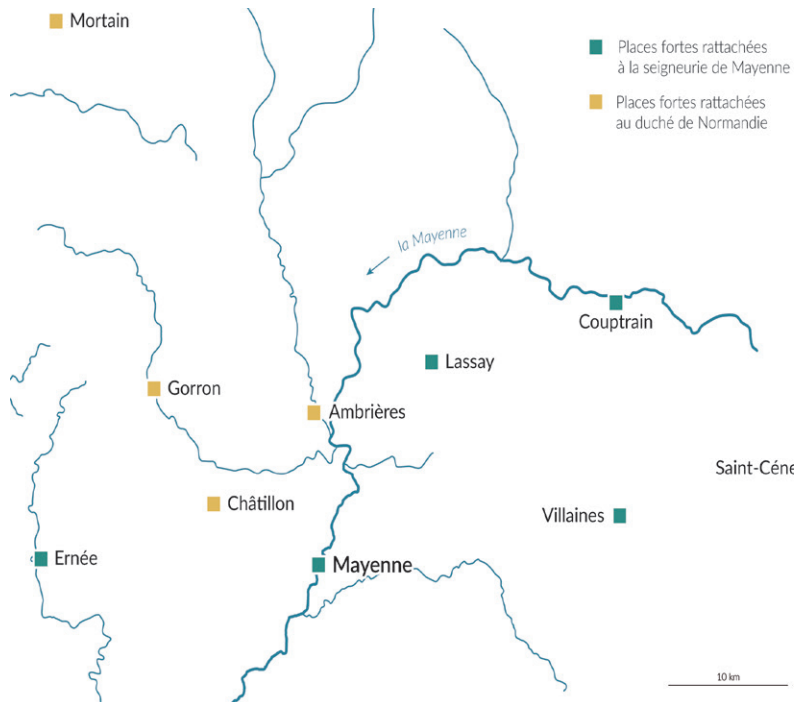 Mortain
Places fortes rattachées
à la seigneurie de Mayenne
Places fortes rattachées
au duché de Normandie
la Mayenne
Couptrain
Lassay
Gorron
Ambrières
Saint-Céne
Châtillon
Villaines
Ernée
Mayenne
10 km